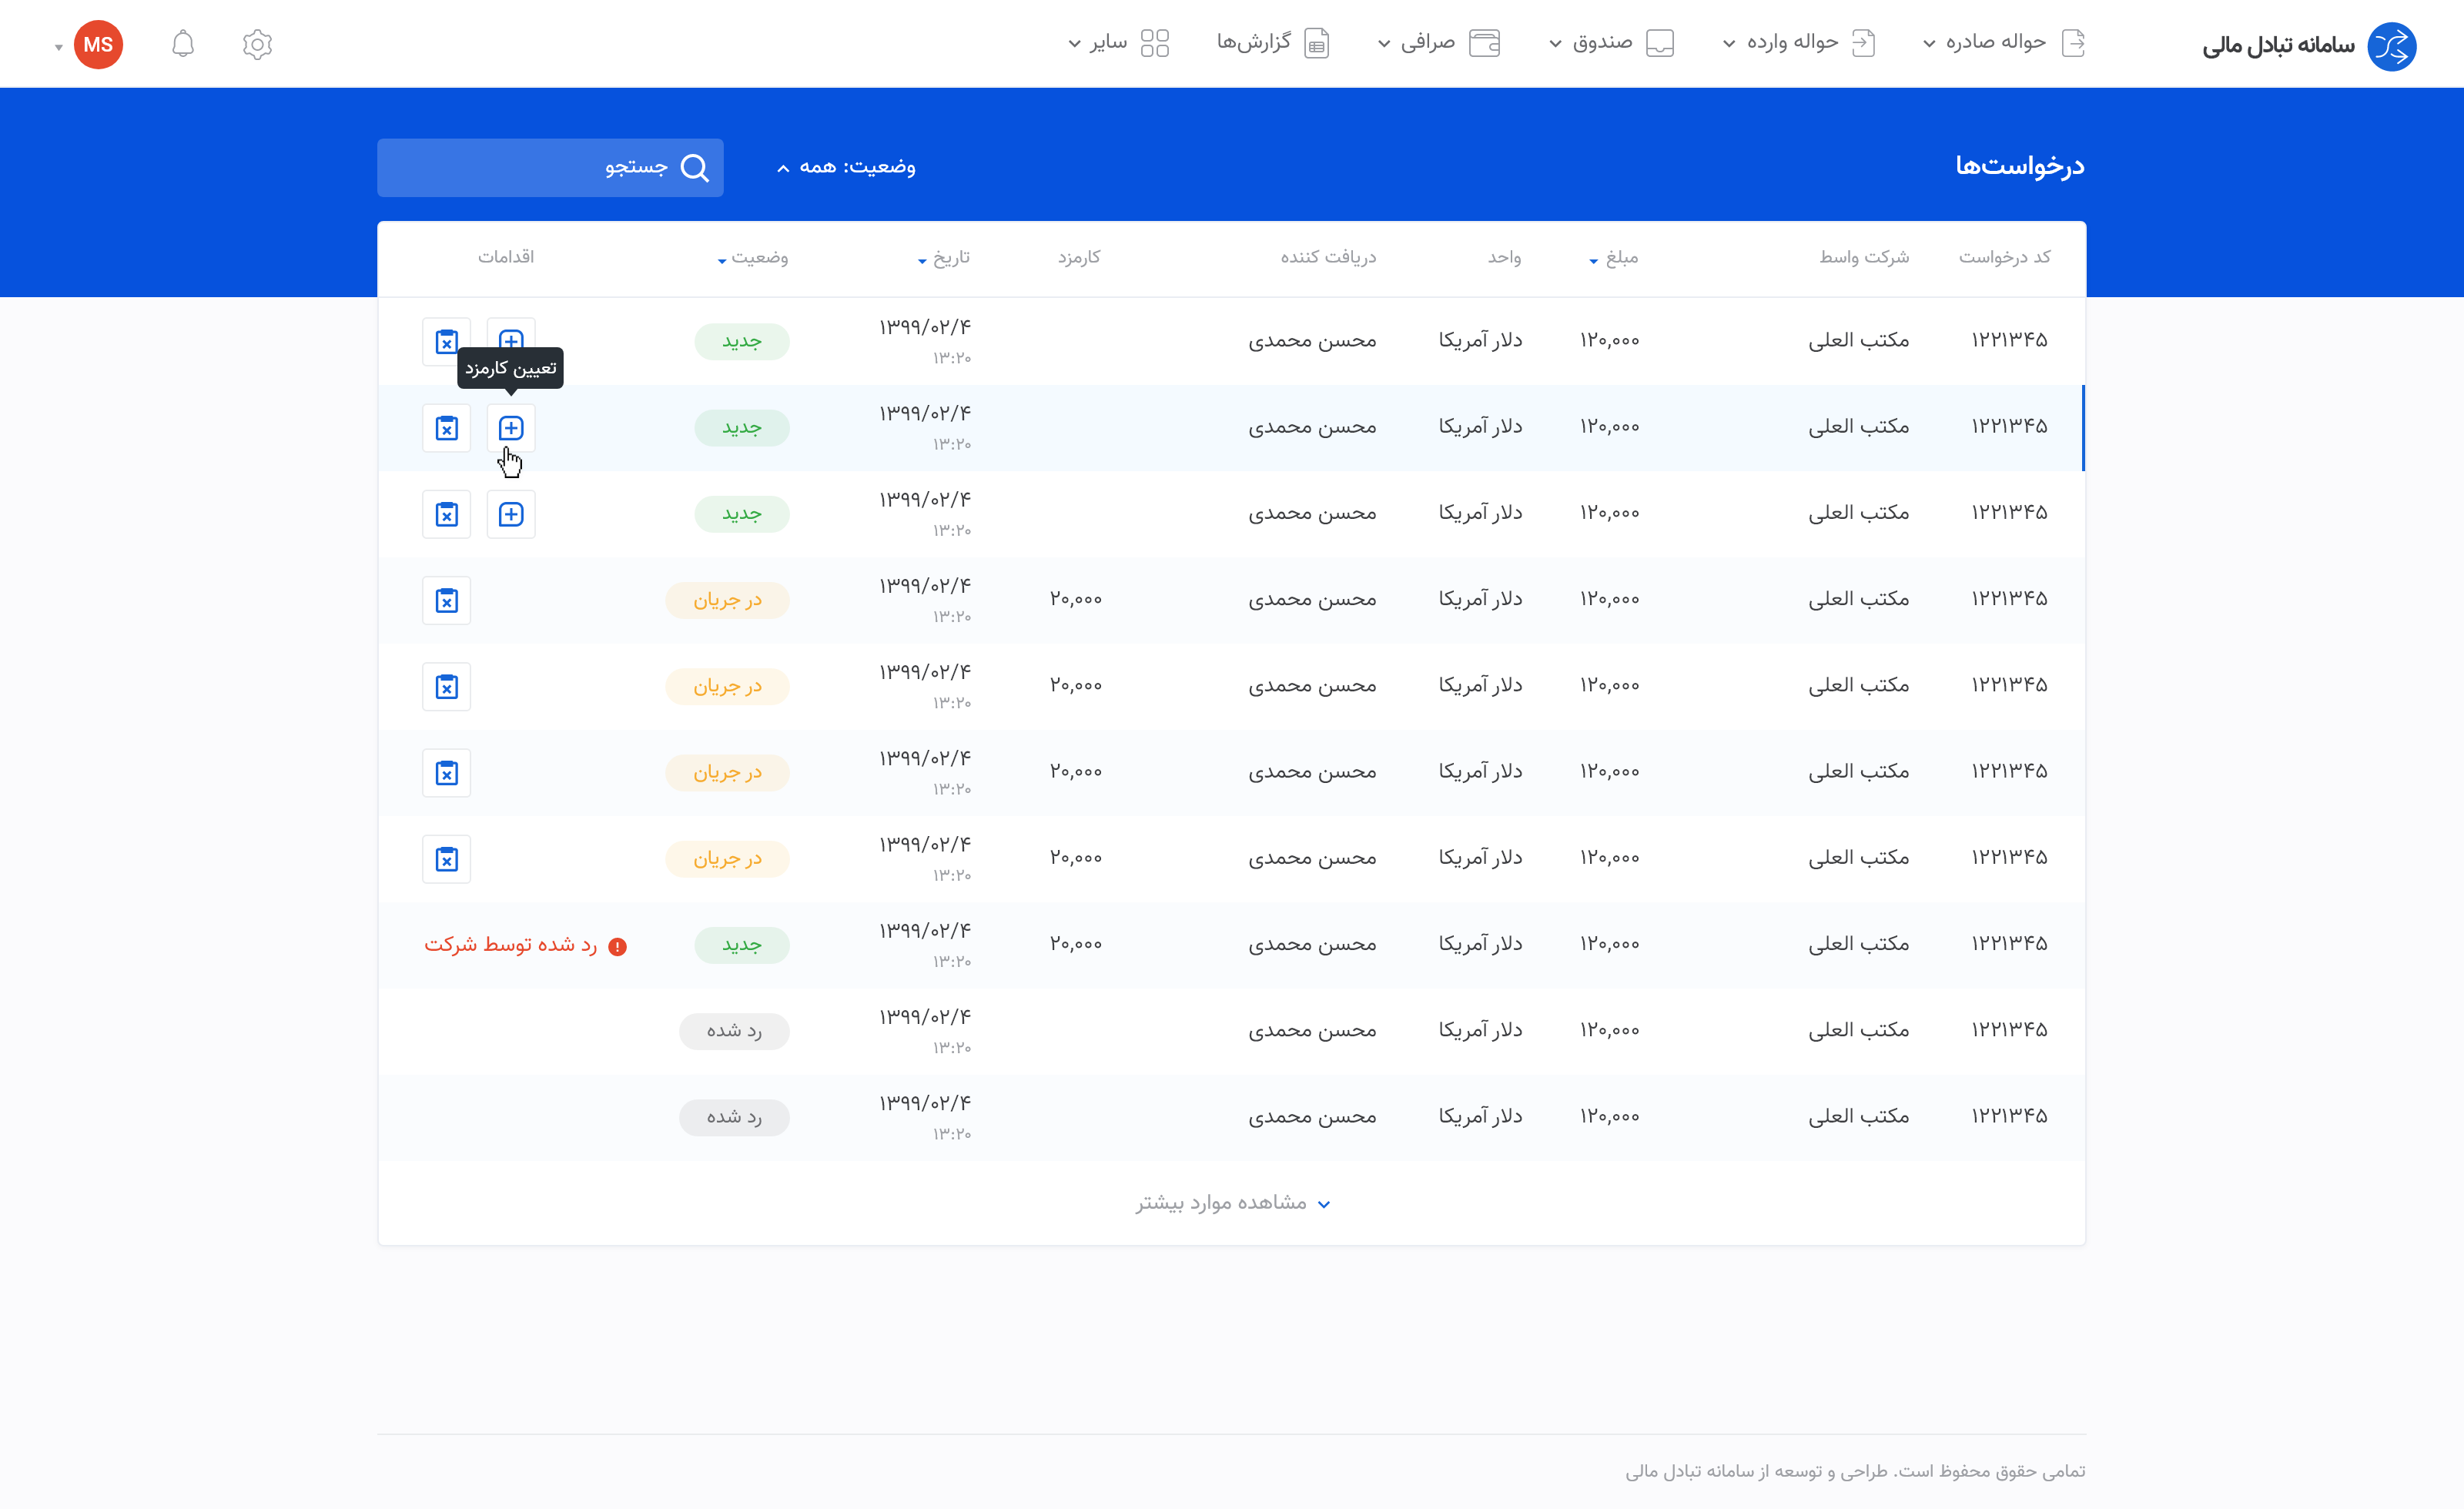 سامانه تبادل مالی
حواله صادره
حواله وارده
صندوق
صرافی
گزارش‌ها
سایر
MS
درخواست‌ها
وضعیت: همه
جستجو
کد درخواست شرکت واسط مبلغ واحد دریافت کننده کارمزد تاریخ وضعیت اقدامات
۱۲۲۱۳۴۵ مکتب العلی ۱۲۰,۰۰۰ دلار آمریکا محسن محمدی ۱۳۹۹/۰۲/۴ جدید
۱۳:۲۰
تعیین کارمزد
۱۲۲۱۳۴۵ مکتب العلی ۱۲۰,۰۰۰ دلار آمریکا محسن محمدی ۱۳۹۹/۰۲/۴ جدید
۱۳:۲۰
۱۲۲۱۳۴۵ مکتب العلی ۱۲۰,۰۰۰ دلار آمریکا محسن محمدی ۱۳۹۹/۰۲/۴ جدید
۱۳:۲۰
۱۲۲۱۳۴۵ مکتب العلی ۱۲۰,۰۰۰ دلار آمریکا محسن محمدی ۲۰,۰۰۰ ۱۳۹۹/۰۲/۴ در جریان
۱۳:۲۰
۱۲۲۱۳۴۵ مکتب العلی ۱۲۰,۰۰۰ دلار آمریکا محسن محمدی ۲۰,۰۰۰ ۱۳۹۹/۰۲/۴ در جریان
۱۳:۲۰
۱۲۲۱۳۴۵ مکتب العلی ۱۲۰,۰۰۰ دلار آمریکا محسن محمدی ۲۰,۰۰۰ ۱۳۹۹/۰۲/۴ در جریان
۱۳:۲۰
۱۲۲۱۳۴۵ مکتب العلی ۱۲۰,۰۰۰ دلار آمریکا محسن محمدی ۲۰,۰۰۰ ۱۳۹۹/۰۲/۴ در جریان
۱۳:۲۰
۱۲۲۱۳۴۵ مکتب العلی ۱۲۰,۰۰۰ دلار آمریکا محسن محمدی ۲۰,۰۰۰ ۱۳۹۹/۰۲/۴ جدید رد شده توسط شرکت
۱۳:۲۰
۱۲۲۱۳۴۵ مکتب العلی ۱۲۰,۰۰۰ دلار آمریکا محسن محمدی ۱۳۹۹/۰۲/۴ رد شده
۱۳:۲۰
۱۲۲۱۳۴۵ مکتب العلی ۱۲۰,۰۰۰ دلار آمریکا محسن محمدی ۱۳۹۹/۰۲/۴ رد شده
۱۳:۲۰
مشاهده موارد بیشتر
تمامی حقوق محفوظ است. طراحی و توسعه از سامانه تبادل مالی